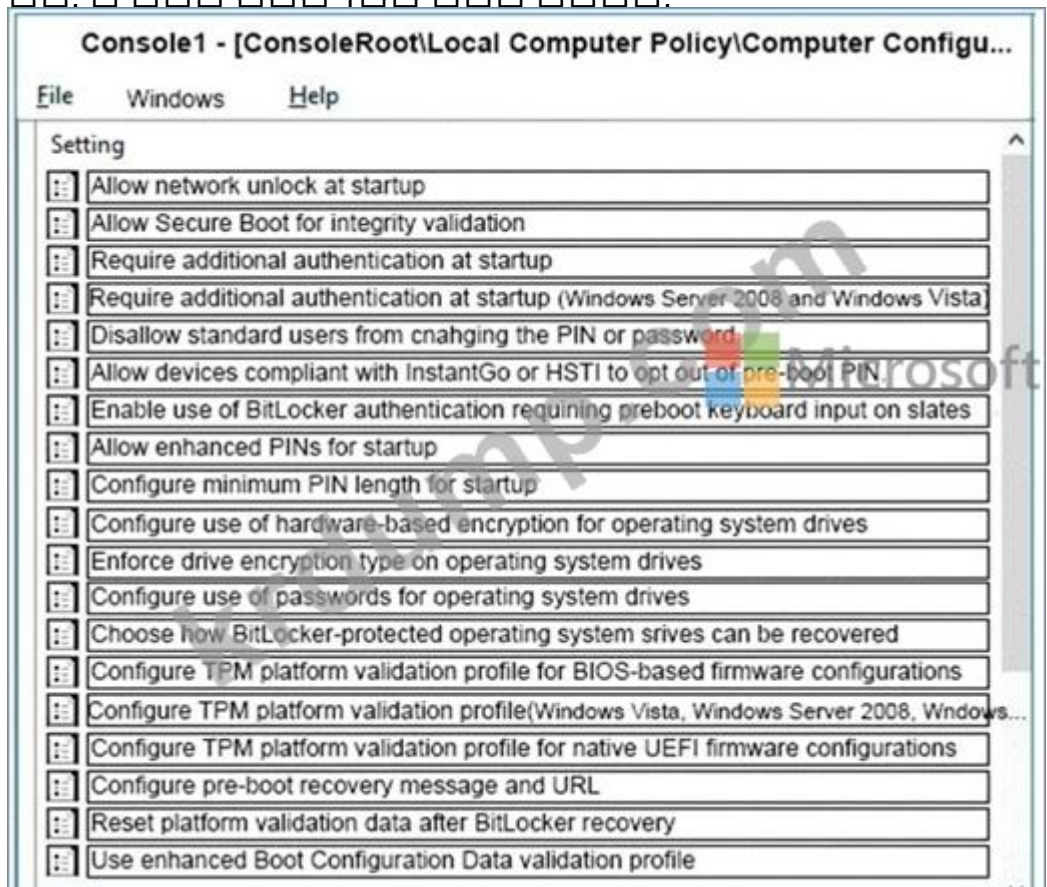 Console1 - [ConsoleRoot\Local Computer Policy\Computer Configu...
File Windows Help
Setting
Allow network unlock at startup
Allow Secure Boot for integrity validation
Require additional authentication at startup
Require additional authentication at startup (Windows Server 2008 and Windows Vista)
Disallow standard users from cnahging the PIN or password
Allow devices compliant with InstantGo or HSTI to opt out of pre-boot PIN
Enable use of BitLocker authentication requining preboot keyboard input on slates
Allow enhanced PINs for startup
Configure minimum PIN length for startup
Configure use of hardware-based encryption for operating system drives
Enforce drive encryption type on operating system drives
Configure use of passwords for operating system drives
Choose how BitLocker-protected operating system srives can be recovered
Configure TPM platform validation profile for BIOS-based firmware configurations
Configure TPM platform validation profile(Windows Vista, Windows Server 2008, Wndows...
Configure TPM platform validation profile for native UEFI firmware configurations
Configure pre-boot recovery message and URL
Reset platform validation data after BitLocker recovery
Use enhanced Boot Configuration Data validation profile
Microsoft
krdump.com